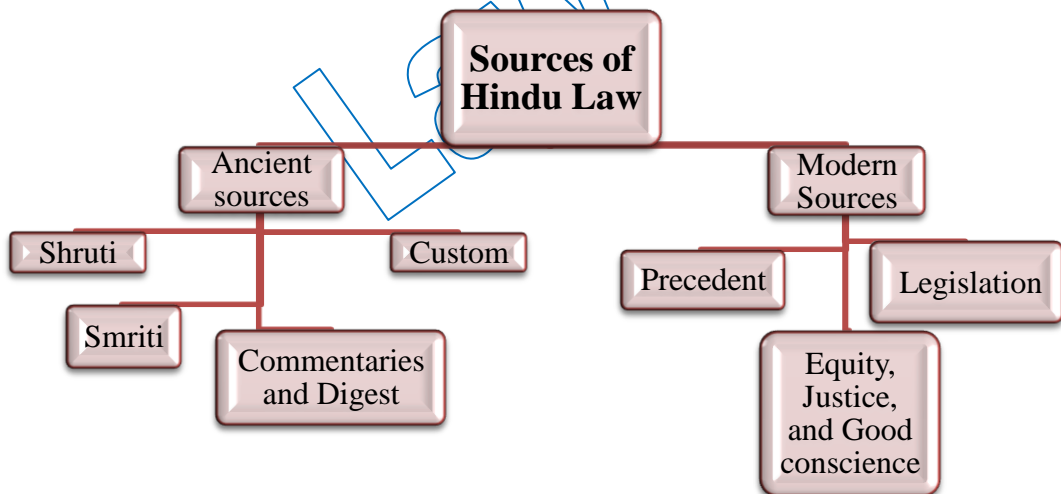 Sources of
Hindu Law
Ancient
sources
Modern
Sources
Shruti
Custom
Precedent
Legislation
Smriti
Commentaries
and Digest
Equity,
Justice,
and Good
conscience